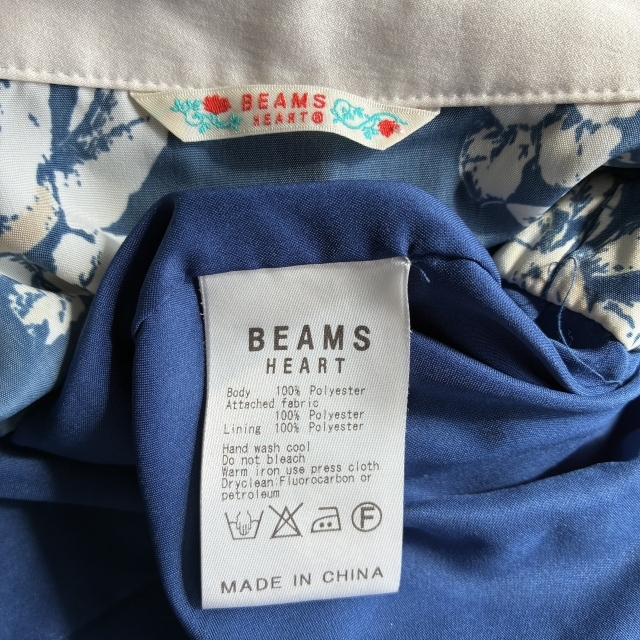 BEAMS
HEART®
BEAMS
HEART
Body 100% Polyester
Attached fabric
100% Polyester
Lining 100% Polyester
Hand wash cool
Do not bleach
Warm iron use press cloth
Dryclean:Fluorocarbon or
petroleum
F
MADE IN CHINA